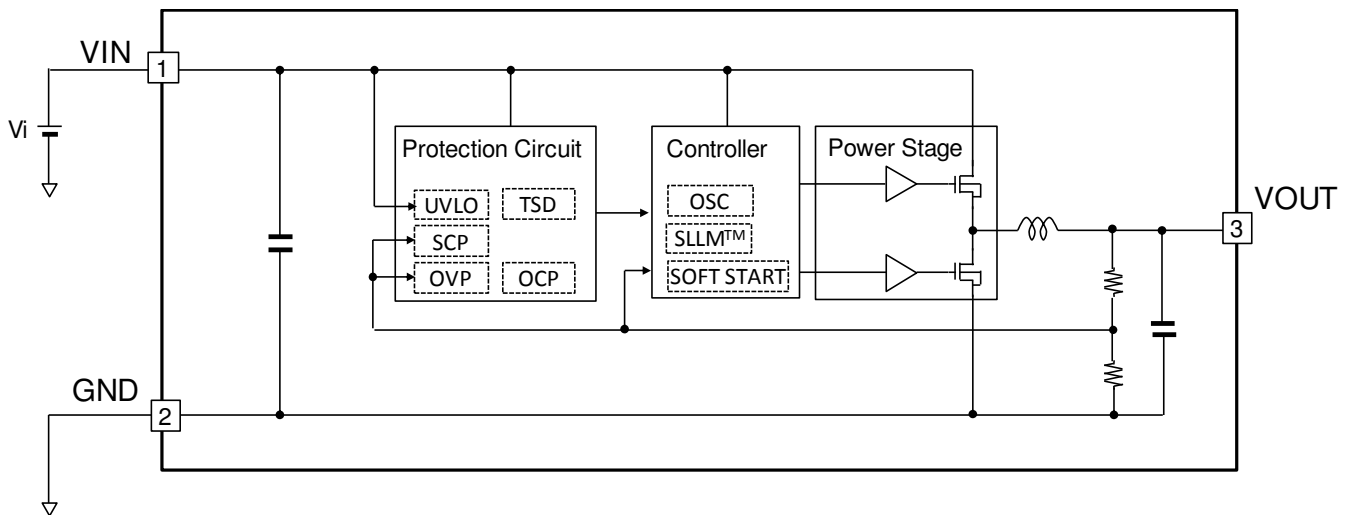 VIN
1
Vi
Protection Circuit
Controller
Power Stage
UVLO
TSD
OSC
VOUT
3
SCP
SLLM™
OVP
OCP
SOFT START
GND
2